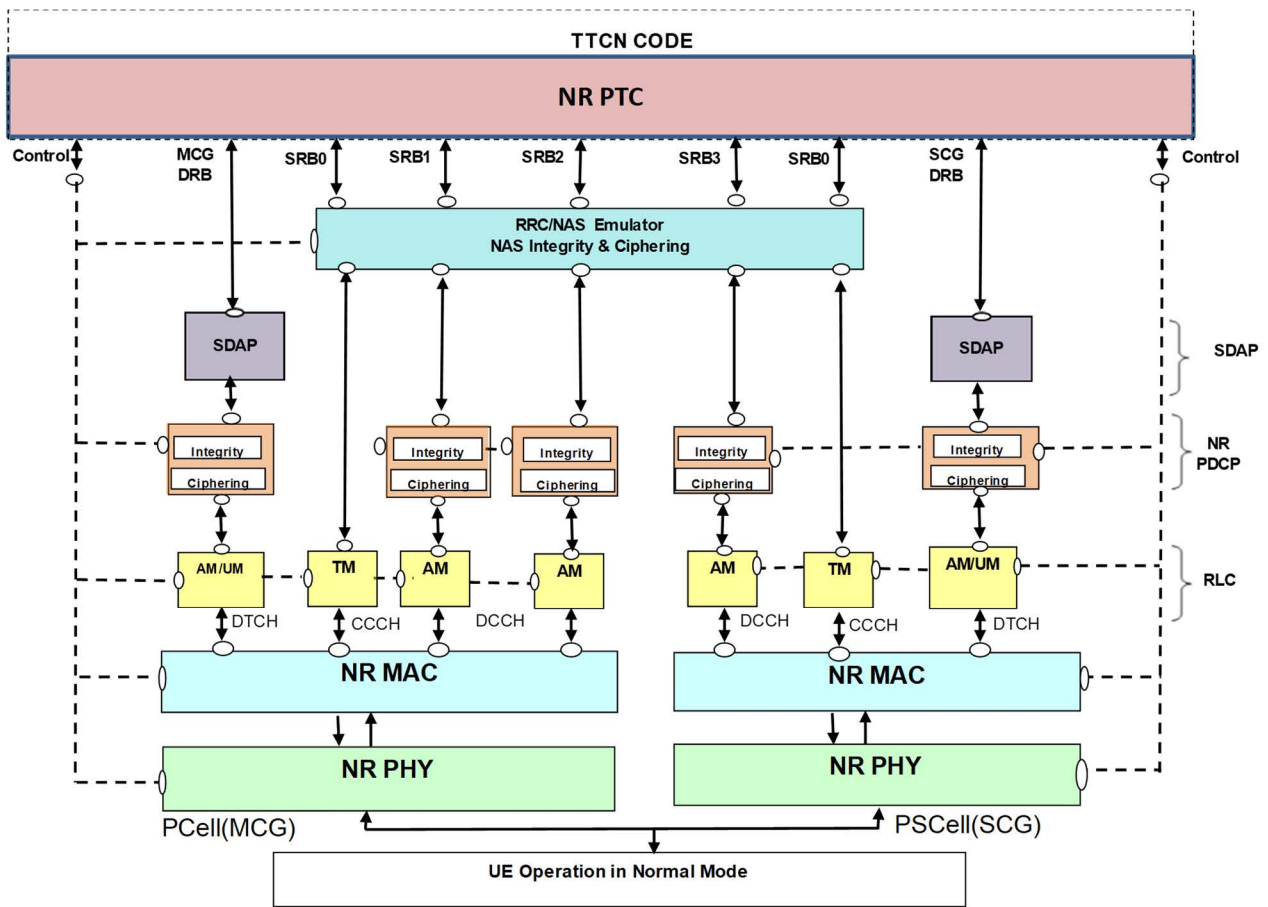 TTCN CODE
NR PTC
Control
MCG
DRB
SRB0
SRB1
SRB2
SRB3
SRB0
SCG
DRB
Control
RRC/NAS Emulator
NAS Integrity & Ciphering
SDAP
SDAP
SDAP
Integrity
Ciphering
Integrity
Ciphering
Integrity
Ciphering
Integrity
Ciphering
Integrity
Ciphering
NR
PDCP
AM/UM
TM
AM
AM
AM
TM
AM/UM
RLC
DTCH
CCCH
DCCH
DCCH
CCCH
DTCH
NR MAC
NR MAC
NR PHY
NR PHY
PCell(MCG)
PSCell(SCG)
UE Operation in Normal Mode